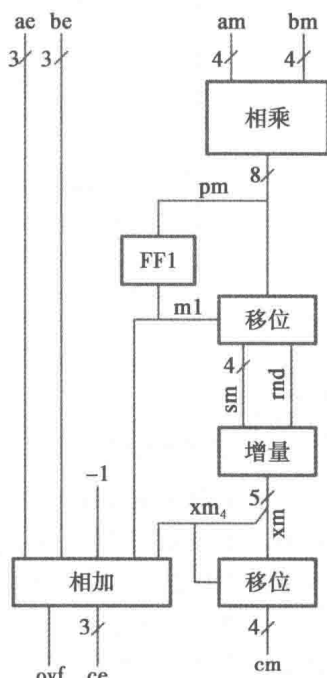 ae be am bm
3 3 4 4
相乘
8
pm
FF1
m1 移位
4
sm rnd
增量
−1 xm₄ 5 xm
相加 移位
3 4
ovf ce cm